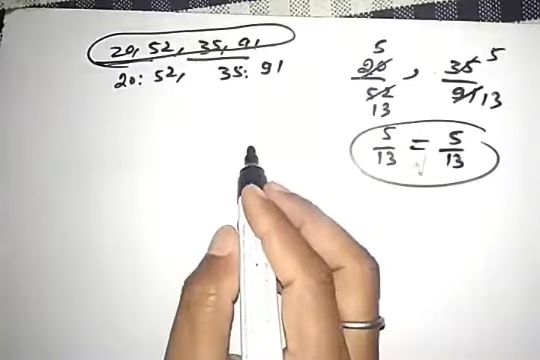 20, 52, 35, 91
20: 52, 35: 91
5 5
20/52 , 35/91
13 13
5/13 = 5/13